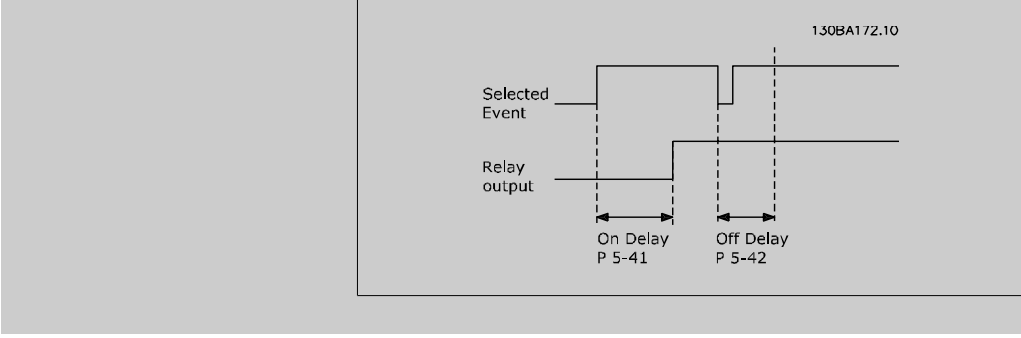 130BA172.10
Selected
Event
Relay
output
On Delay
P 5-41
Off Delay
P 5-42